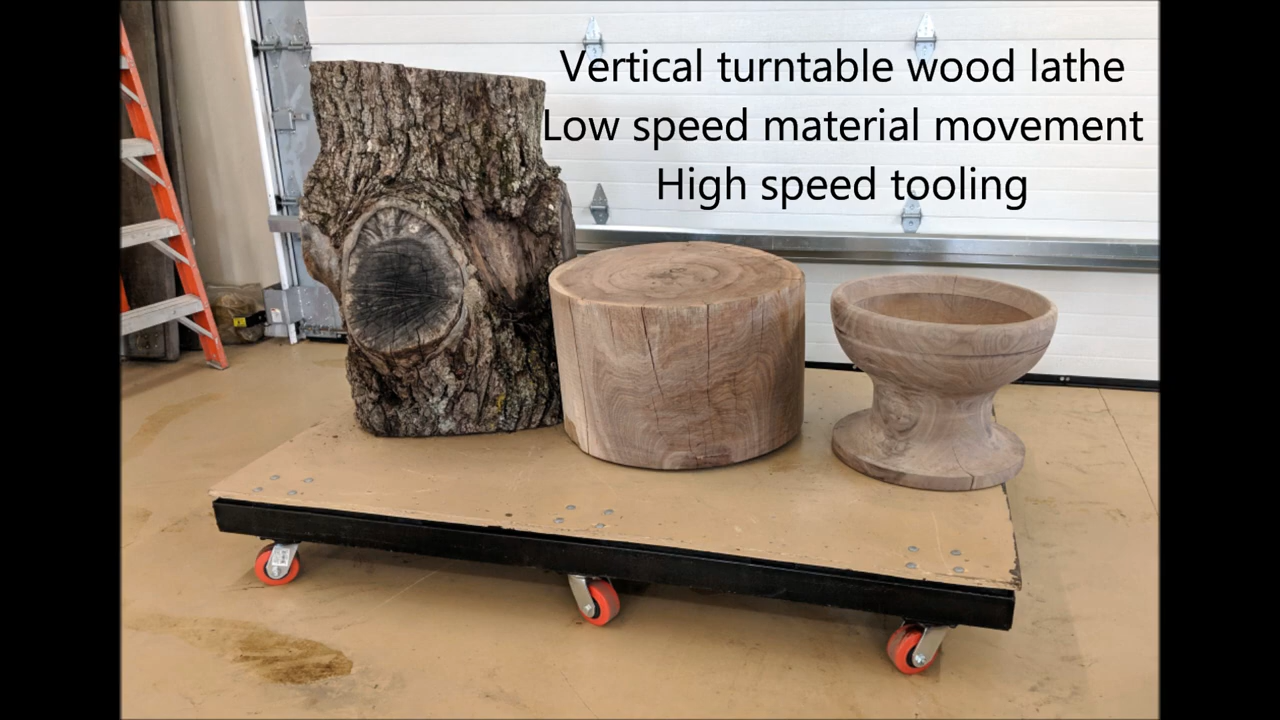 Vertical turntable wood lathe
Low speed material movement
High speed tooling